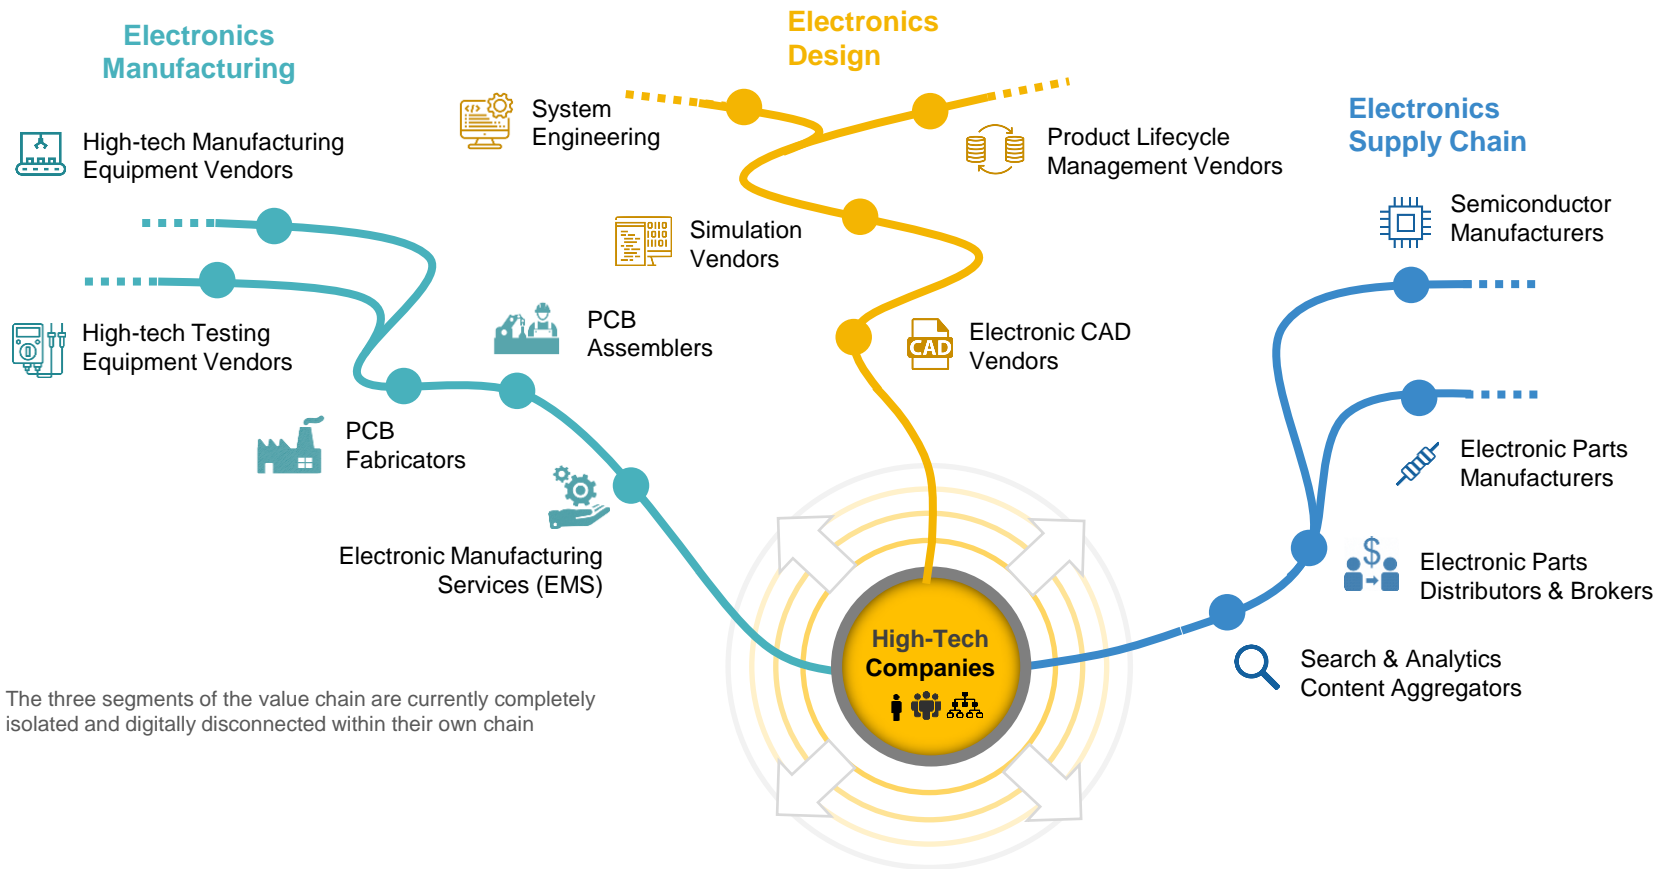 Electronics
Manufacturing
High-tech Manufacturing
Equipment Vendors
High-tech Testing
Equipment Vendors
PCB
Fabricators
PCB
Assemblers
Electronic Manufacturing
Services (EMS)
Electronics
Design
System
Engineering
Product Lifecycle
Management Vendors
Simulation
Vendors
CAD
Electronic CAD
Vendors
Electronics
Supply Chain
Semiconductor
Manufacturers
Electronic Parts
Manufacturers
$
Electronic Parts
Distributors & Brokers
Search & Analytics
Content Aggregators
High-Tech
Companies
The three segments of the value chain are currently completely
isolated and digitally disconnected within their own chain